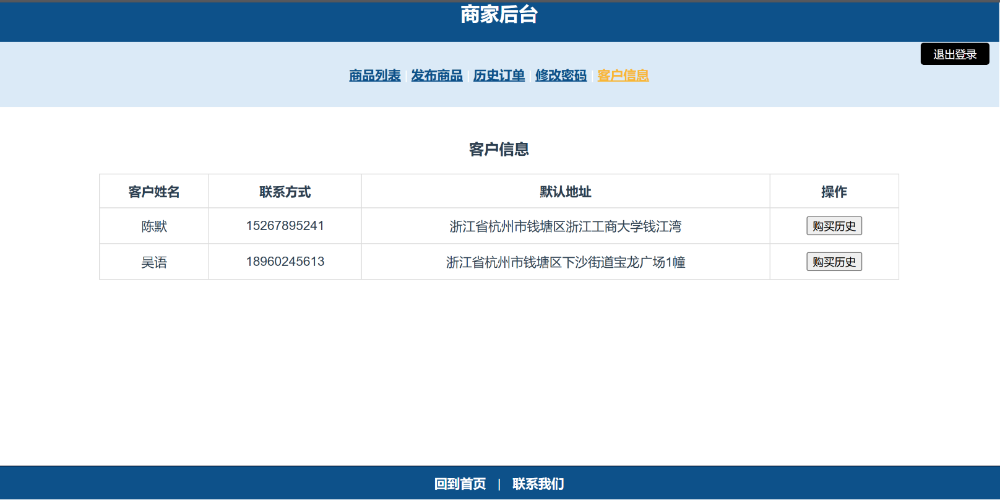 商家后台
退出登录
商品列表 | 发布商品 | 历史订单 | 修改密码 | 客户信息
客户信息
客户姓名 联系方式 默认地址 操作
陈默 15267895241 浙江省杭州市钱塘区浙江工商大学钱江湾 购买历史
吴语 18960245613 浙江省杭州市钱塘区下沙街道宝龙广场1幢 购买历史
回到首页 | 联系我们